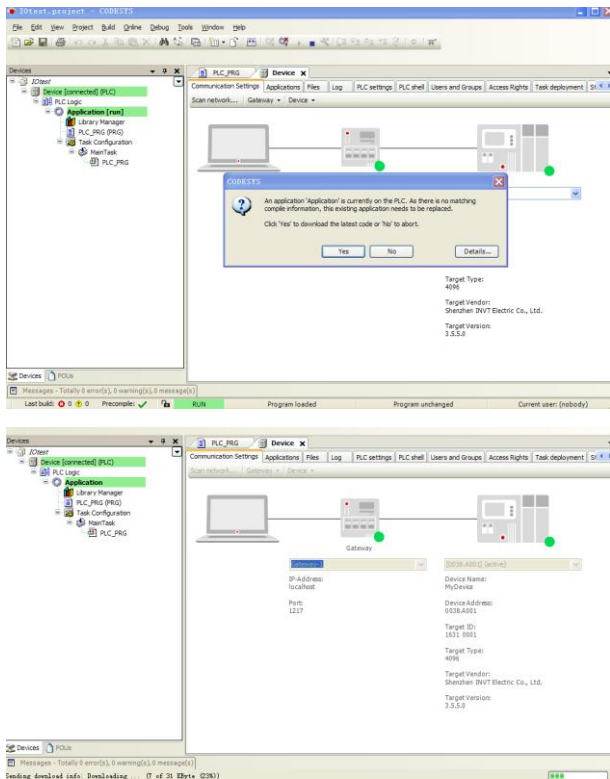 IOtest.project - CODESYS
File Edit View Project Build Online Debug Tools Window Help
Devices
PLC_PRG Device
IOtest
Device [connected] (PLC)
PLC Logic
Application [run]
Library Manager
PLC_PRG (PRG)
Task Configuration
MainTask
PLC_PRG
Communication Settings Applications Files Log PLC settings PLC shell Users and Groups Access Rights Task deployment
Scan network... Gateway Device
CODESYS
An application 'Application' is currently on the PLC. As there is no matching
compile information, this existing application needs to be replaced.
Click 'Yes' to download the latest code or 'No' to abort.
Yes No Details...
Target Type:
4096
Target Vendor:
Shenzhen INVT Electric Co., Ltd.
Target Version:
3.5.5.0
Devices POUs
Messages - Totally 0 error(s), 0 warning(s), 0 message(s)
Last build: 0 0 Precompile: RUN Program loaded Program unchanged Current user: (nobody)
Devices
PLC_PRG Device
IOtest
Device [connected] (PLC)
PLC Logic
Application
Library Manager
PLC_PRG (PRG)
Task Configuration
MainTask
PLC_PRG
Communication Settings Applications Files Log PLC settings PLC shell Users and Groups Access Rights Task deployment
Scan network... Gateway Device
Gateway
Gateway-1 [0038.A001] (active)
IP-Address:
localhost
Port:
1217
Device Name:
MyDevice
Device Address:
0038.A001
Target ID:
1631 0001
Target Type:
4096
Target Vendor:
Shenzhen INVT Electric Co., Ltd.
Target Version:
3.5.5.0
Devices POUs
Messages - Totally 0 error(s), 0 warning(s), 0 message(s)
Sending download info: Downloading ... (7 of 31 KByte (23%))